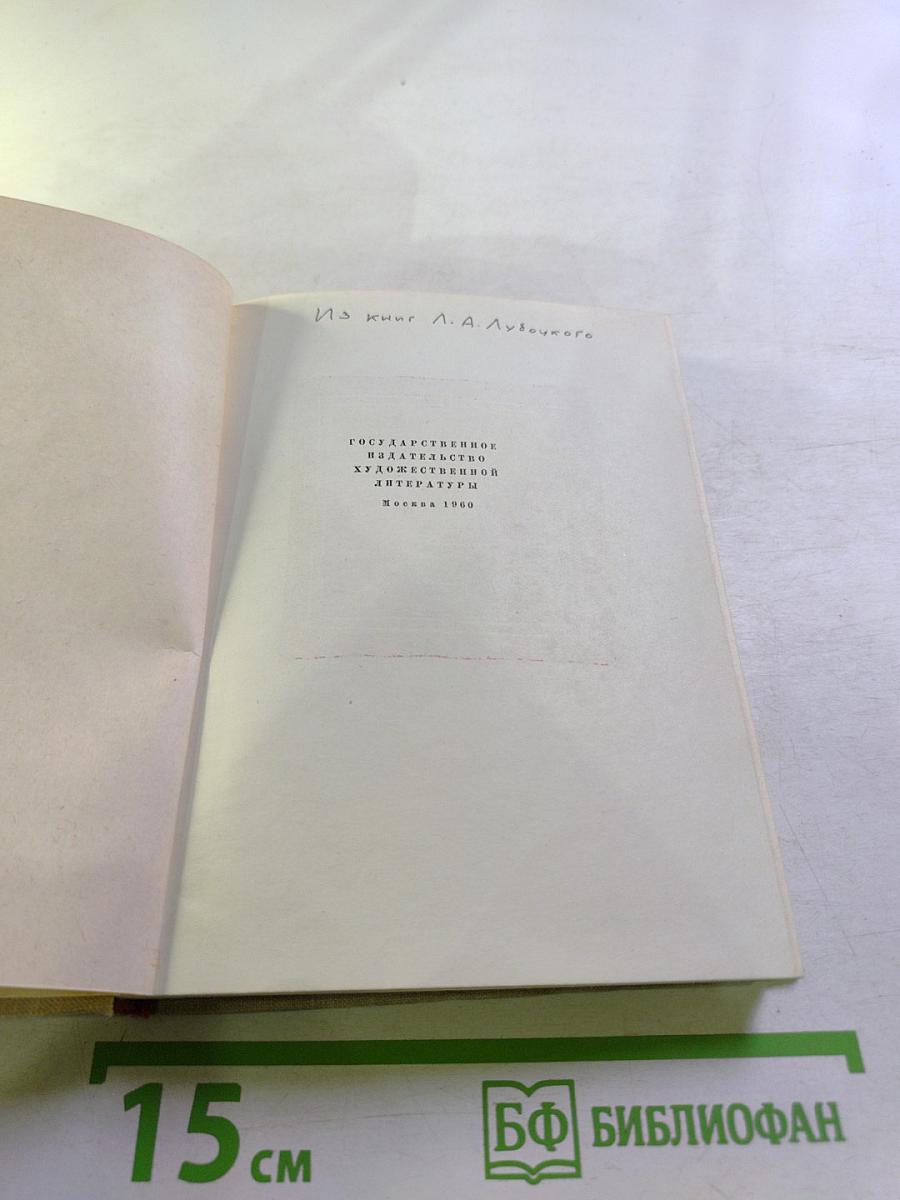 Из книг Л. А. Лубоцкого
ГОСУДАРСТВЕННОЕ
ИЗДАТЕЛЬСТВО
ХУДОЖЕСТВЕННОЙ
ЛИТЕРАТУРЫ
Москва 1960
15 см
БФ БИБЛИОФАН